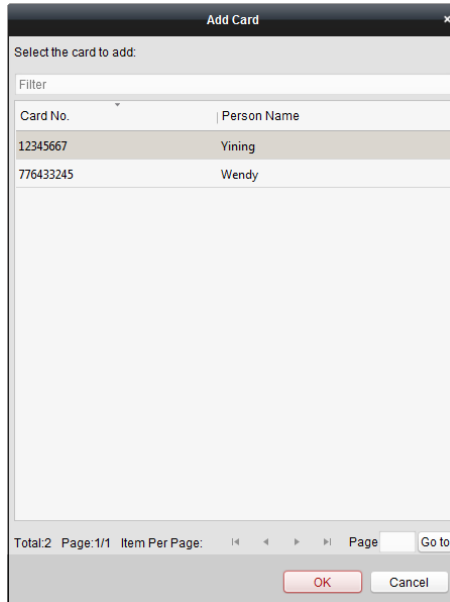 Add Card ×
Select the card to add:
Filter
Card No. Person Name
12345667 Yining
776433245 Wendy
Total:2 Page:1/1 Item Per Page: Page Go to
OK Cancel